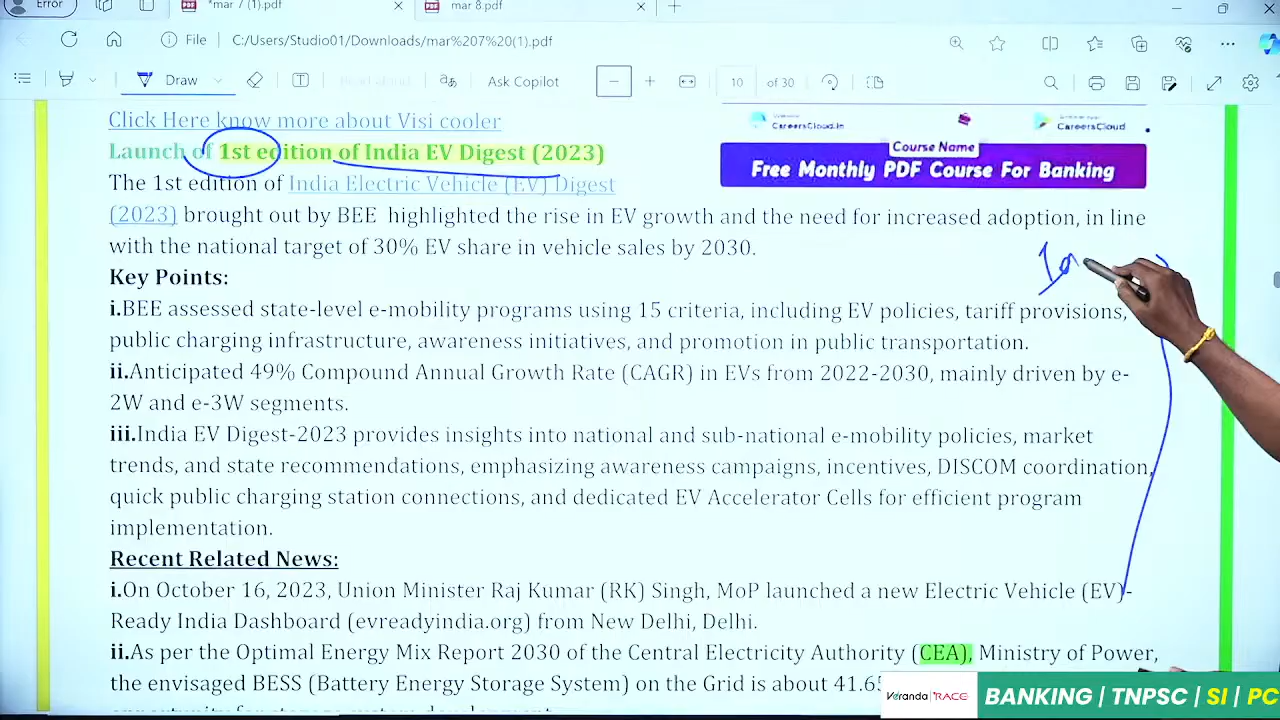 Error
*mar 7 (1).pdf
mar 8.pdf
File
C:/Users/Studio01/Downloads/mar%207%20(1).pdf
Draw
Read aloud
Ask Copilot
10 of 30
Click Here know more about Visi cooler
CareersCloud.in
CareersCloud
Launch of 1st edition of India EV Digest (2023)
Course Name
Free Monthly PDF Course For Banking
The 1st edition of India Electric Vehicle (EV) Digest
(2023) brought out by BEE highlighted the rise in EV growth and the need for increased adoption, in line
with the national target of 30% EV share in vehicle sales by 2030.
Key Points:
i.BEE assessed state-level e-mobility programs using 15 criteria, including EV policies, tariff provisions,
public charging infrastructure, awareness initiatives, and promotion in public transportation.
ii.Anticipated 49% Compound Annual Growth Rate (CAGR) in EVs from 2022-2030, mainly driven by e-
2W and e-3W segments.
iii.India EV Digest-2023 provides insights into national and sub-national e-mobility policies, market
trends, and state recommendations, emphasizing awareness campaigns, incentives, DISCOM coordination,
quick public charging station connections, and dedicated EV Accelerator Cells for efficient program
implementation.
Recent Related News:
i.On October 16, 2023, Union Minister Raj Kumar (RK) Singh, MoP launched a new Electric Vehicle (EV)-
Ready India Dashboard (evreadyindia.org) from New Delhi, Delhi.
ii.As per the Optimal Energy Mix Report 2030 of the Central Electricity Authority (CEA), Ministry of Power,
the envisaged BESS (Battery Energy Storage System) on the Grid is about 41.65
Veranda RACE
BANKING | TNPSC | SI | PC